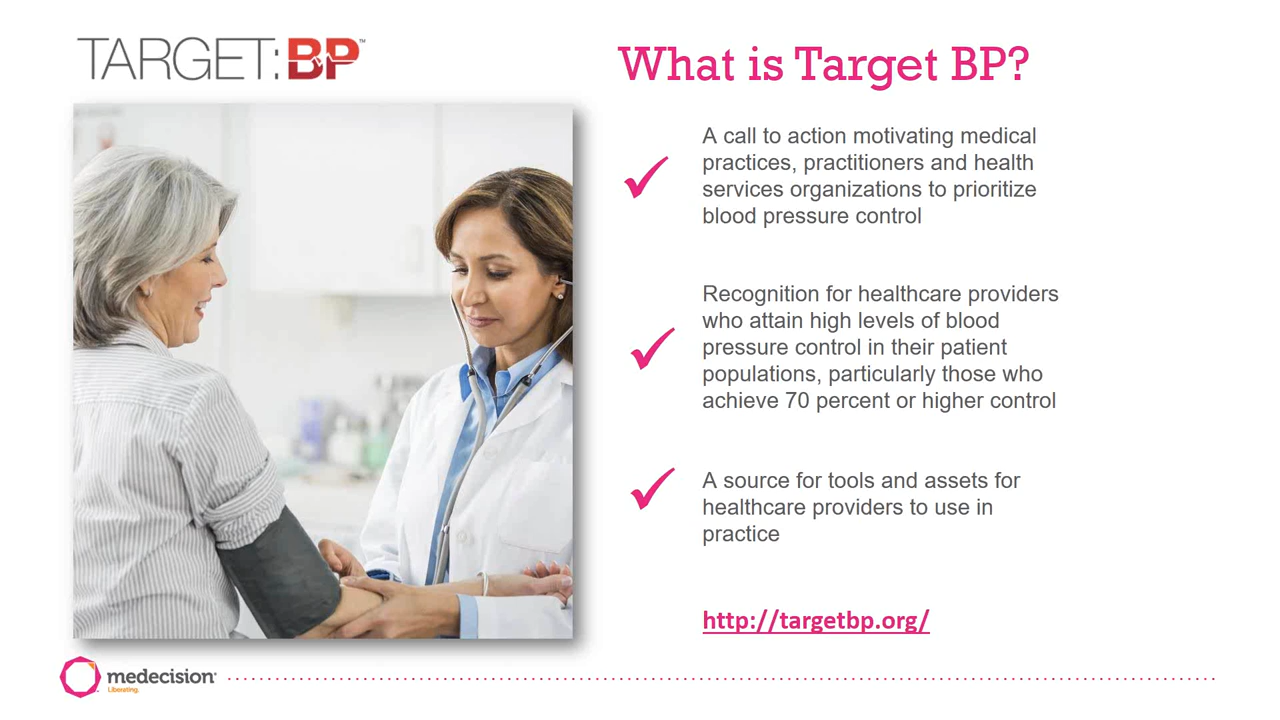 TARGET:BP™
What is Target BP?
A call to action motivating medical
practices, practitioners and health
services organizations to prioritize
blood pressure control
Recognition for healthcare providers
who attain high levels of blood
pressure control in their patient
populations, particularly those who
achieve 70 percent or higher control
A source for tools and assets for
healthcare providers to use in
practice
http://targetbp.org/
medecision
Liberating.